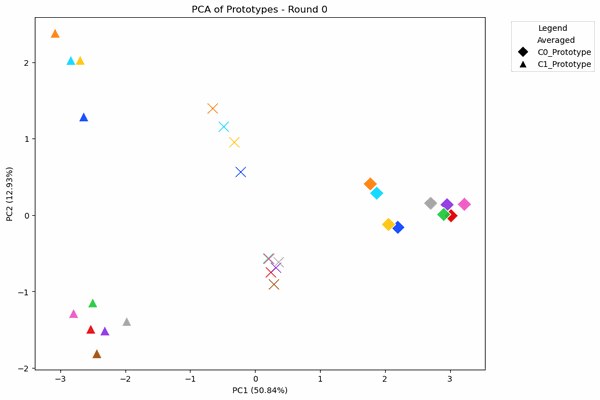 PCA of Prototypes - Round 0
Legend
Averaged
C0_Prototype
C1_Prototype
PC2 (12.93%)
2
1
0
−1
−2
−3
−2
−1
0
1
2
3
PC1 (50.84%)